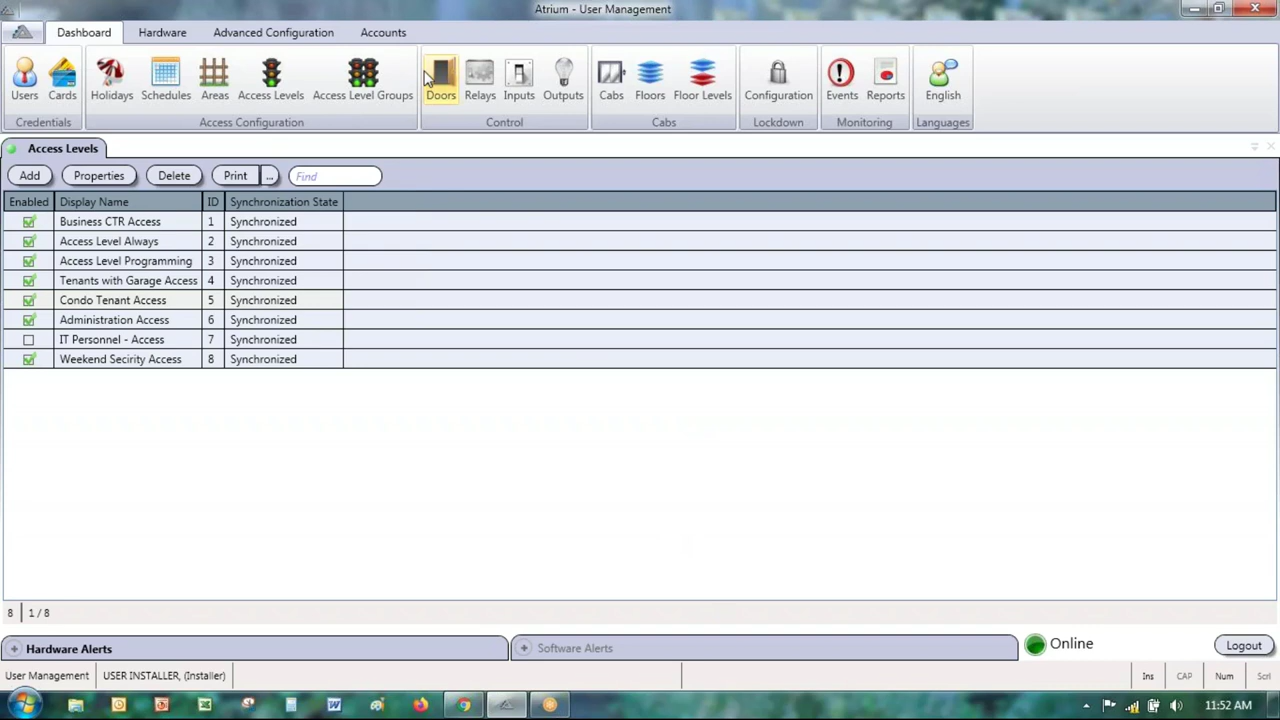 Atrium - User Management
Dashboard Hardware Advanced Configuration Accounts
Users Cards Holidays Schedules Areas Access Levels Access Level Groups Doors Relays Inputs Outputs Cabs Floors Floor Levels Configuration Events Reports English
Credentials Access Configuration Control Cabs Lockdown Monitoring Languages
Access Levels
Add Properties Delete Print ... Find
Enabled Display Name ID Synchronization State
Business CTR Access 1 Synchronized
Access Level Always 2 Synchronized
Access Level Programming 3 Synchronized
Tenants with Garage Access 4 Synchronized
Condo Tenant Access 5 Synchronized
Administration Access 6 Synchronized
IT Personnel - Access 7 Synchronized
Weekend Secirity Access 8 Synchronized
8 1 / 8
Hardware Alerts Software Alerts Online Logout
User Management USER INSTALLER, (Installer) Ins CAP Num Scrl
11:52 AM